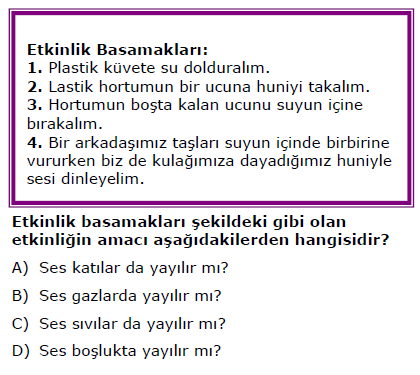 Etkinlik Basamakları:
1. Plastik küvete su dolduralım.
2. Lastik hortumun bir ucuna huniyi takalım.
3. Hortumun boşta kalan ucunu suyun içine
bırakalım.
4. Bir arkadaşımız taşları suyun içinde birbirine
vururken biz de kulağımıza dayadığımız huniyle
sesi dinleyelim.
Etkinlik basamakları şekildeki gibi olan
etkinliğin amacı aşağıdakilerden hangisidir?
A) Ses katılar da yayılır mı?
B) Ses gazlarda yayılır mı?
C) Ses sıvılar da yayılır mı?
D) Ses boşlukta yayılır mı?